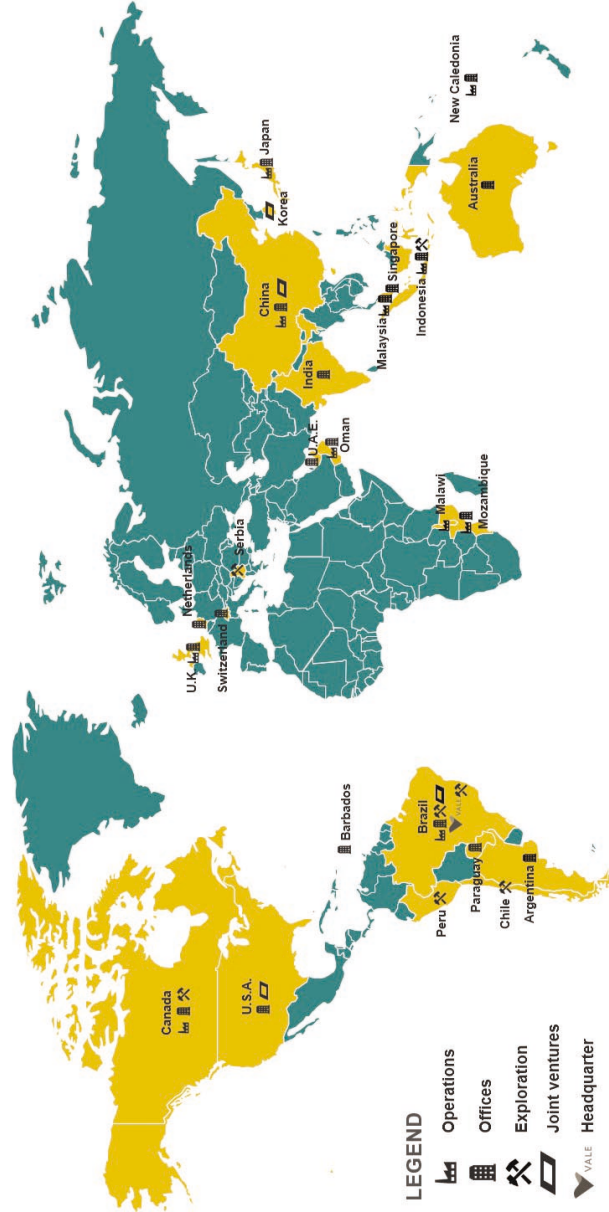 Canada
U.S.A.
Barbados
Brazil
VALE
Peru
Paraguay
Chile
Argentina
U.K.
Netherlands
Switzerland
Serbia
U.A.E.
Oman
Malawi
Mozambique
India
China
Korea
Japan
Malaysia
Singapore
Indonesia
Australia
New Caledonia
LEGEND
Operations
Offices
Exploration
Joint ventures
VALE
Headquarter